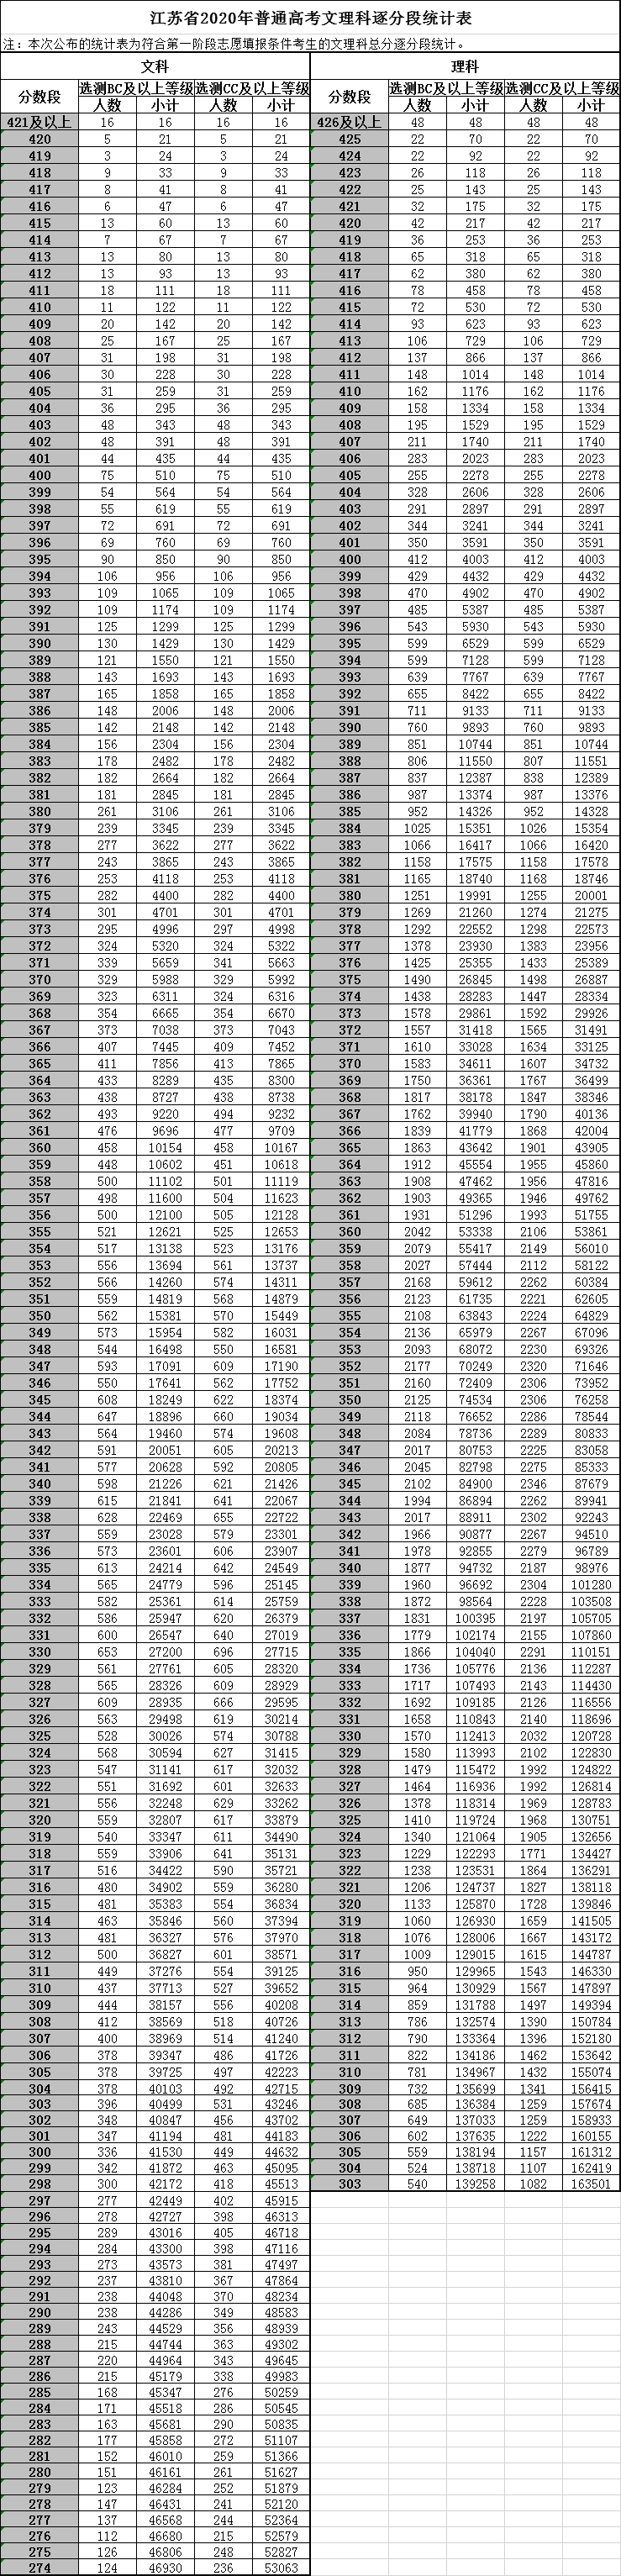 江苏省2020年普通高考文理科逐分段统计表
注：本次公布的统计表为符合第一阶段志愿填报条件考生的文理科总分逐分段统计。
文科 理科
分数段 选测BC及以上等级 选测CC及以上等级 分数段 选测BC及以上等级 选测CC及以上等级
人数 小计 人数 小计 人数 小计 人数 小计
421及以上 16 16 16 16 426及以上 48 48 48 48
420 5 21 5 21 425 22 70 22 70
419 3 24 3 24 424 22 92 22 92
418 9 33 9 33 423 26 118 26 118
417 8 41 8 41 422 25 143 25 143
416 6 47 6 47 421 32 175 32 175
415 13 60 13 60 420 42 217 42 217
414 7 67 7 67 419 36 253 36 253
413 13 80 13 80 418 65 318 65 318
412 13 93 13 93 417 62 380 62 380
411 18 111 18 111 416 78 458 78 458
410 11 122 11 122 415 72 530 72 530
409 20 142 20 142 414 93 623 93 623
408 25 167 25 167 413 106 729 106 729
407 31 198 31 198 412 137 866 137 866
406 30 228 30 228 411 148 1014 148 1014
405 31 259 31 259 410 162 1176 162 1176
404 36 295 36 295 409 158 1334 158 1334
403 48 343 48 343 408 195 1529 195 1529
402 48 391 48 391 407 211 1740 211 1740
401 44 435 44 435 406 283 2023 283 2023
400 75 510 75 510 405 255 2278 255 2278
399 54 564 54 564 404 328 2606 328 2606
398 55 619 55 619 403 291 2897 291 2897
397 72 691 72 691 402 344 3241 344 3241
396 69 760 69 760 401 350 3591 350 3591
395 90 850 90 850 400 412 4003 412 4003
394 106 956 106 956 399 429 4432 429 4432
393 109 1065 109 1065 398 470 4902 470 4902
392 109 1174 109 1174 397 485 5387 485 5387
391 125 1299 125 1299 396 543 5930 543 5930
390 130 1429 130 1429 395 599 6529 599 6529
389 121 1550 121 1550 394 599 7128 599 7128
388 143 1693 143 1693 393 639 7767 639 7767
387 165 1858 165 1858 392 655 8422 655 8422
386 148 2006 148 2006 391 711 9133 711 9133
385 142 2148 142 2148 390 760 9893 760 9893
384 156 2304 156 2304 389 851 10744 851 10744
383 178 2482 178 2482 388 806 11550 807 11551
382 182 2664 182 2664 387 837 12387 838 12389
381 181 2845 181 2845 386 987 13374 987 13376
380 261 3106 261 3106 385 952 14326 952 14328
379 239 3345 239 3345 384 1025 15351 1026 15354
378 277 3622 277 3622 383 1066 16417 1066 16420
377 243 3865 243 3865 382 1158 17575 1158 17578
376 253 4118 253 4118 381 1165 18740 1168 18746
375 282 4400 282 4400 380 1251 19991 1255 20001
374 301 4701 301 4701 379 1269 21260 1274 21275
373 295 4996 297 4998 378 1292 22552 1298 22573
372 324 5320 324 5322 377 1378 23930 1383 23956
371 339 5659 341 5663 376 1425 25355 1433 25389
370 329 5988 329 5992 375 1490 26845 1498 26887
369 323 6311 324 6316 374 1438 28283 1447 28334
368 354 6665 354 6670 373 1578 29861 1592 29926
367 373 7038 373 7043 372 1557 31418 1565 31491
366 407 7445 409 7452 371 1610 33028 1634 33125
365 411 7856 413 7865 370 1583 34611 1607 34732
364 433 8289 435 8300 369 1750 36361 1767 36499
363 438 8727 438 8738 368 1817 38178 1847 38346
362 493 9220 494 9232 367 1762 39940 1790 40136
361 476 9696 477 9709 366 1839 41779 1868 42004
360 458 10154 458 10167 365 1863 43642 1901 43905
359 448 10602 451 10618 364 1912 45554 1955 45860
358 500 11102 501 11119 363 1908 47462 1956 47816
357 498 11600 504 11623 362 1903 49365 1946 49762
356 500 12100 505 12128 361 1931 51296 1993 51755
355 521 12621 525 12653 360 2042 53338 2106 53861
354 517 13138 523 13176 359 2079 55417 2149 56010
353 556 13694 561 13737 358 2027 57444 2112 58122
352 566 14260 574 14311 357 2168 59612 2262 60384
351 559 14819 568 14879 356 2123 61735 2221 62605
350 562 15381 570 15449 355 2108 63843 2224 64829
349 573 15954 582 16031 354 2136 65979 2267 67096
348 544 16498 550 16581 353 2093 68072 2230 69326
347 593 17091 609 17190 352 2177 70249 2320 71646
346 550 17641 562 17752 351 2160 72409 2306 73952
345 608 18249 622 18374 350 2125 74534 2306 76258
344 647 18896 660 19034 349 2118 76652 2286 78544
343 564 19460 574 19608 348 2084 78736 2289 80833
342 591 20051 605 20213 347 2017 80753 2225 83058
341 577 20628 592 20805 346 2045 82798 2275 85333
340 598 21226 621 21426 345 2102 84900 2346 87679
339 615 21841 641 22067 344 1994 86894 2262 89941
338 628 22469 655 22722 343 2017 88911 2302 92243
337 559 23028 579 23301 342 1966 90877 2267 94510
336 573 23601 606 23907 341 1978 92855 2279 96789
335 613 24214 642 24549 340 1877 94732 2187 98976
334 565 24779 596 25145 339 1960 96692 2304 101280
333 582 25361 614 25759 338 1872 98564 2228 103508
332 586 25947 620 26379 337 1831 100395 2197 105705
331 600 26547 640 27019 336 1779 102174 2155 107860
330 653 27200 696 27715 335 1866 104040 2291 110151
329 561 27761 605 28320 334 1736 105776 2136 112287
328 565 28326 609 28929 333 1717 107493 2143 114430
327 609 28935 666 29595 332 1692 109185 2126 116556
326 563 29498 619 30214 331 1658 110843 2140 118696
325 528 30026 574 30788 330 1570 112413 2032 120728
324 568 30594 627 31415 329 1580 113993 2102 122830
323 547 31141 617 32032 328 1479 115472 1992 124822
322 551 31692 601 32633 327 1464 116936 1992 126814
321 556 32248 629 33262 326 1378 118314 1969 128783
320 559 32807 617 33879 325 1410 119724 1968 130751
319 540 33347 611 34490 324 1340 121064 1905 132656
318 559 33906 641 35131 323 1229 122293 1771 134427
317 516 34422 590 35721 322 1238 123531 1864 136291
316 480 34902 559 36280 321 1206 124737 1827 138118
315 481 35383 554 36834 320 1133 125870 1728 139846
314 463 35846 560 37394 319 1060 126930 1659 141505
313 481 36327 576 37970 318 1076 128006 1667 143172
312 500 36827 601 38571 317 1009 129015 1615 144787
311 449 37276 554 39125 316 950 129965 1543 146330
310 437 37713 527 39652 315 964 130929 1567 147897
309 444 38157 556 40208 314 859 131788 1497 149394
308 412 38569 518 40726 313 786 132574 1390 150784
307 400 38969 514 41240 312 790 133364 1396 152180
306 378 39347 486 41726 311 822 134186 1462 153642
305 378 39725 497 42223 310 781 134967 1432 155074
304 378 40103 492 42715 309 732 135699 1341 156415
303 396 40499 531 43246 308 685 136384 1259 157674
302 348 40847 456 43702 307 649 137033 1259 158933
301 347 41194 481 44183 306 602 137635 1222 160155
300 336 41530 449 44632 305 559 138194 1157 161312
299 342 41872 463 45095 304 524 138718 1107 162419
298 300 42172 418 45513 303 540 139258 1082 163501
297 277 42449 402 45915
296 278 42727 398 46313
295 289 43016 405 46718
294 284 43300 398 47116
293 273 43573 381 47497
292 237 43810 367 47864
291 238 44048 370 48234
290 238 44286 349 48583
289 243 44529 356 48939
288 215 44744 363 49302
287 220 44964 343 49645
286 215 45179 338 49983
285 168 45347 276 50259
284 171 45518 286 50545
283 163 45681 290 50835
282 177 45858 272 51107
281 152 46010 259 51366
280 151 46161 261 51627
279 123 46284 252 51879
278 147 46431 241 52120
277 137 46568 244 52364
276 112 46680 215 52579
275 126 46806 248 52827
274 124 46930 236 53063